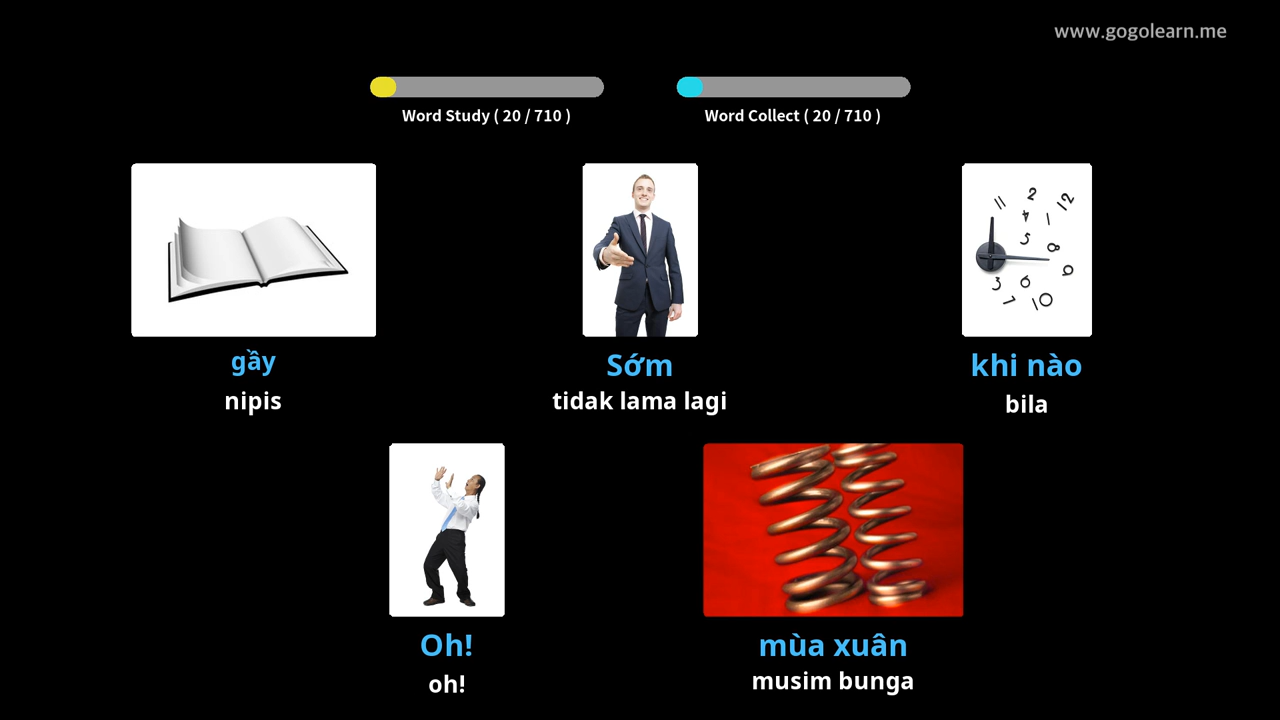 www.gogolearn.me
Word Study ( 20 / 710 )
Word Collect ( 20 / 710 )
gầy
nipis
Sớm
tidak lama lagi
khi nào
bila
Oh!
oh!
mùa xuân
musim bunga